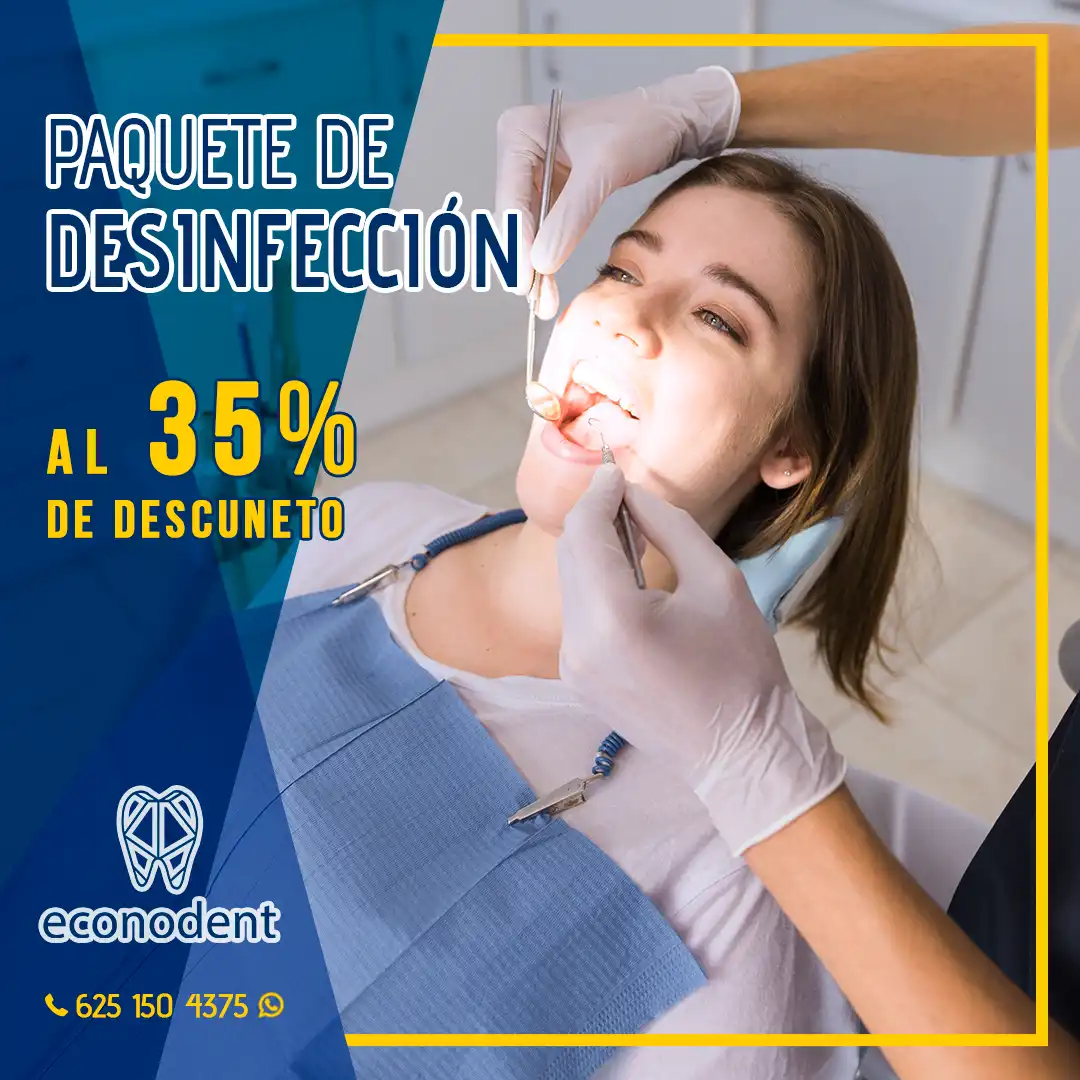 PAQUETE DE
DESINFECCIÓN
AL 35%
DE DESCUNETO
econodent
625 150 4375